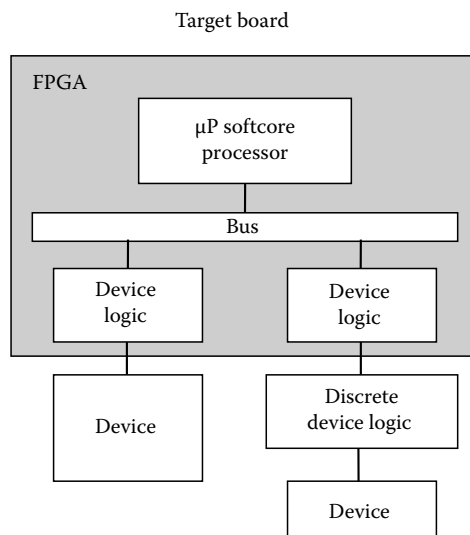 Target board
FPGA
µP softcore
processor
Bus
Device
logic
Device
logic
Device
Discrete
device logic
Device